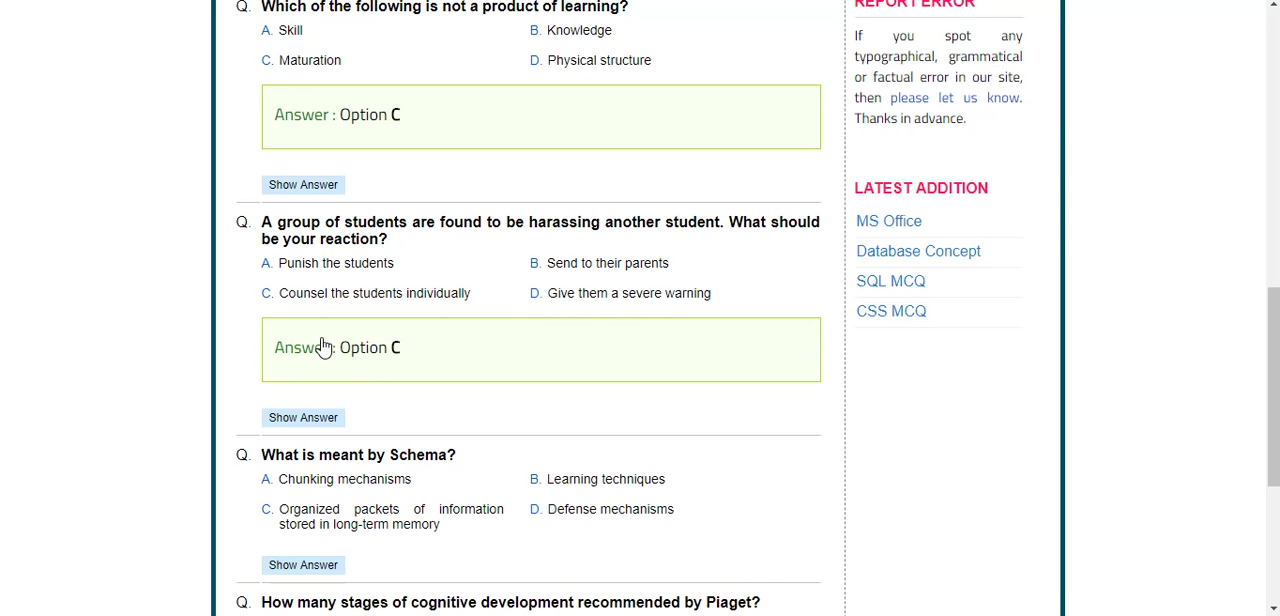 Q. Which of the following is not a product of learning?
A. Skill
B. Knowledge
C. Maturation
D. Physical structure
Answer : Option C
Show Answer
Q. A group of students are found to be harassing another student. What should
be your reaction?
A. Punish the students
B. Send to their parents
C. Counsel the students individually
D. Give them a severe warning
Answer : Option C
Show Answer
Q. What is meant by Schema?
A. Chunking mechanisms
B. Learning techniques
C. Organized packets of information
stored in long-term memory
D. Defense mechanisms
Show Answer
Q. How many stages of cognitive development recommended by Piaget?
REPORT ERROR
If you spot any
typographical, grammatical
or factual error in our site,
then please let us know.
Thanks in advance.
LATEST ADDITION
MS Office
Database Concept
SQL MCQ
CSS MCQ